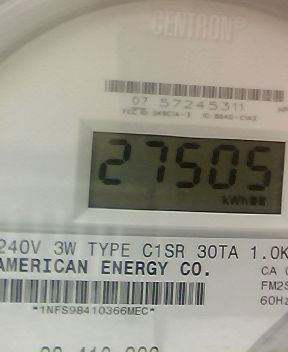 CENTRON®
07 57245311
27505
kWh
240V 3W TYPE C1SR 30TA 1.0K
AMERICAN ENERGY CO.
CA
FM2S
60Hz
*1NFS98410366MEC*